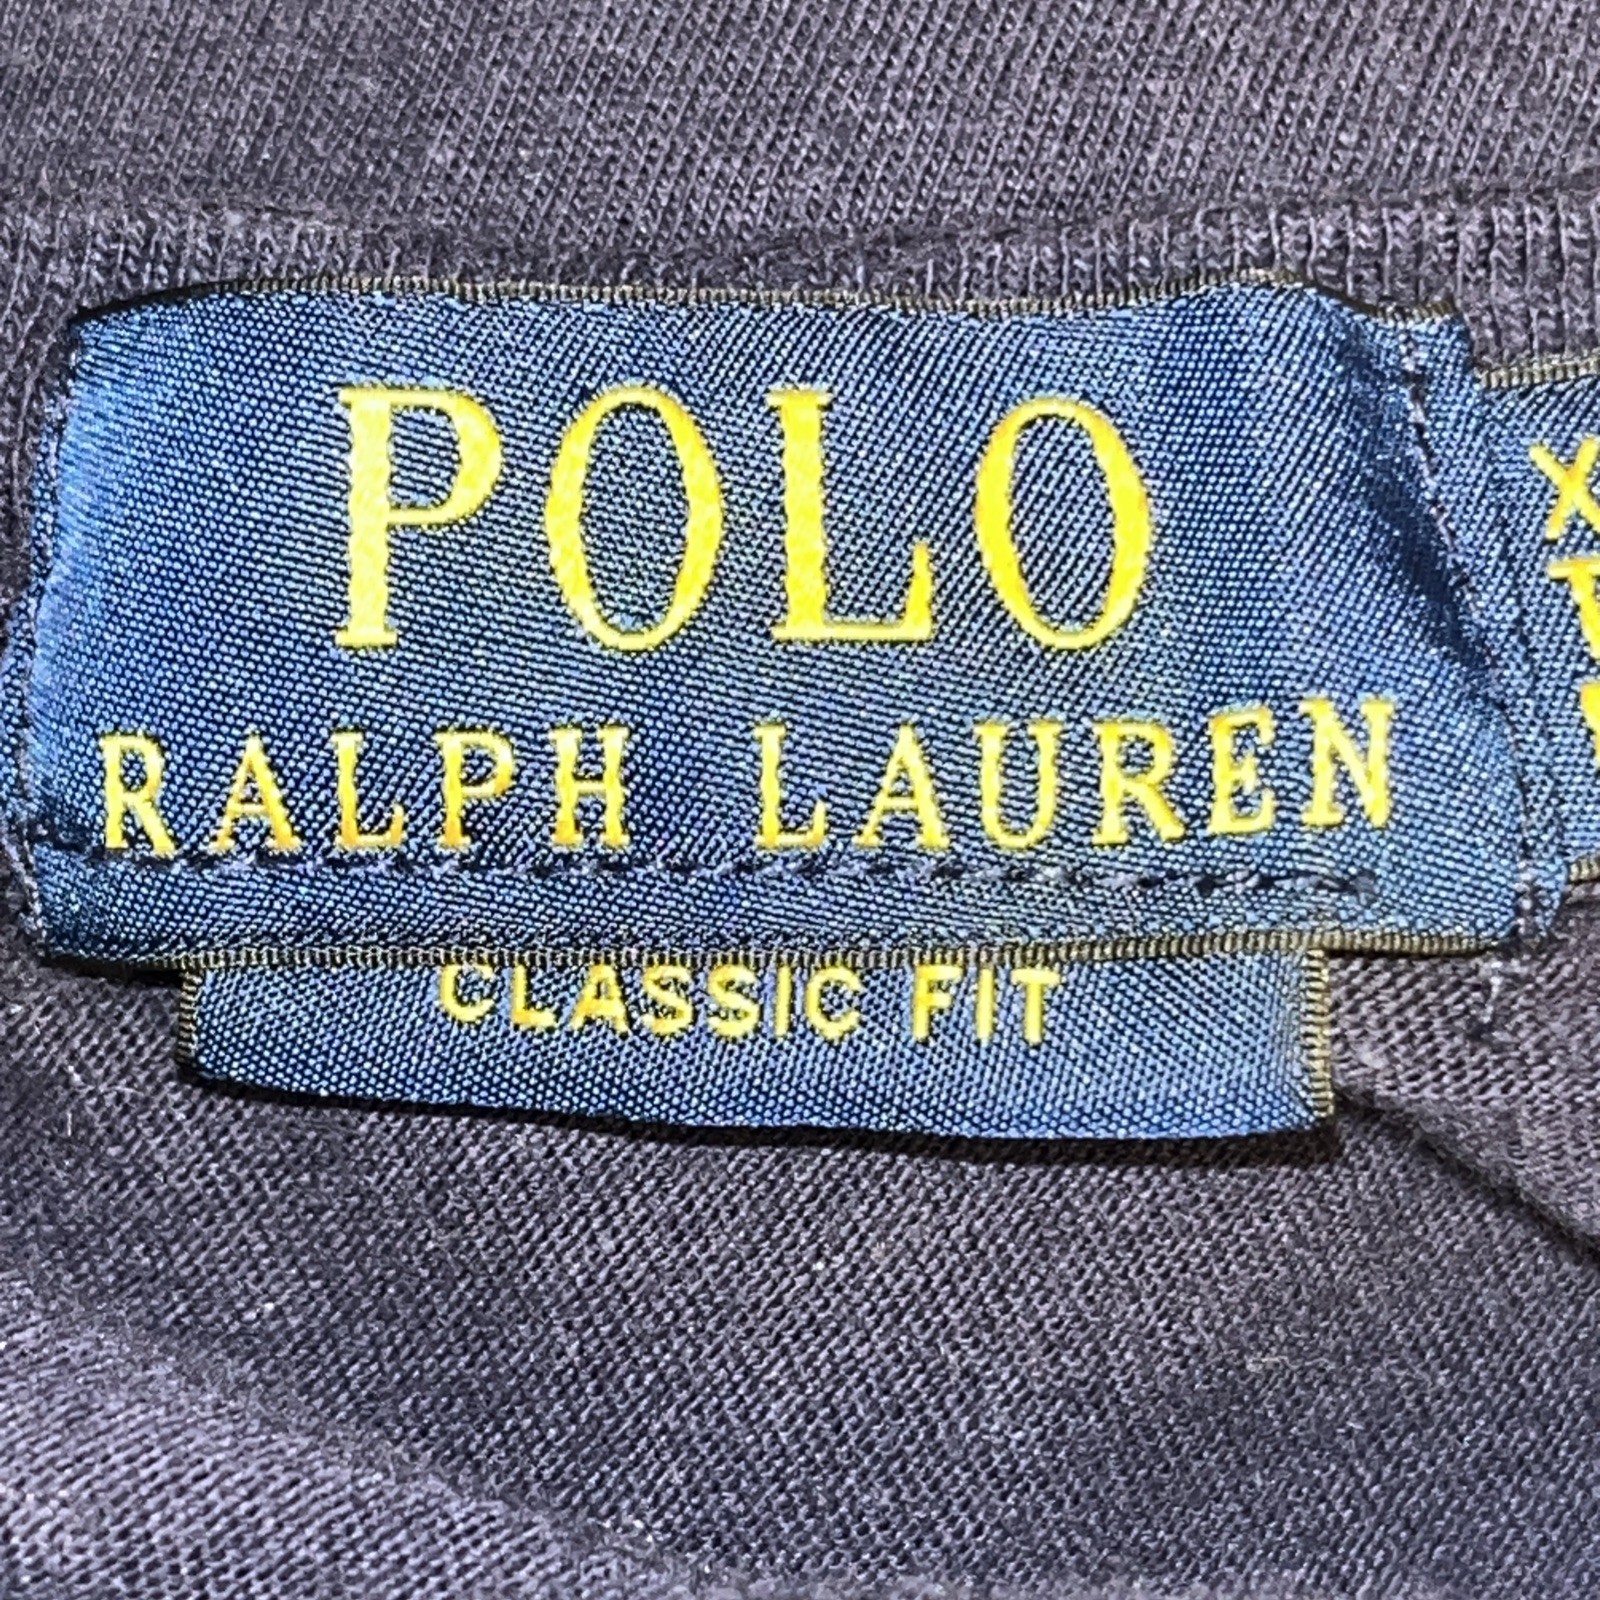 POLO
RALPH LAUREN
CLASSIC FIT